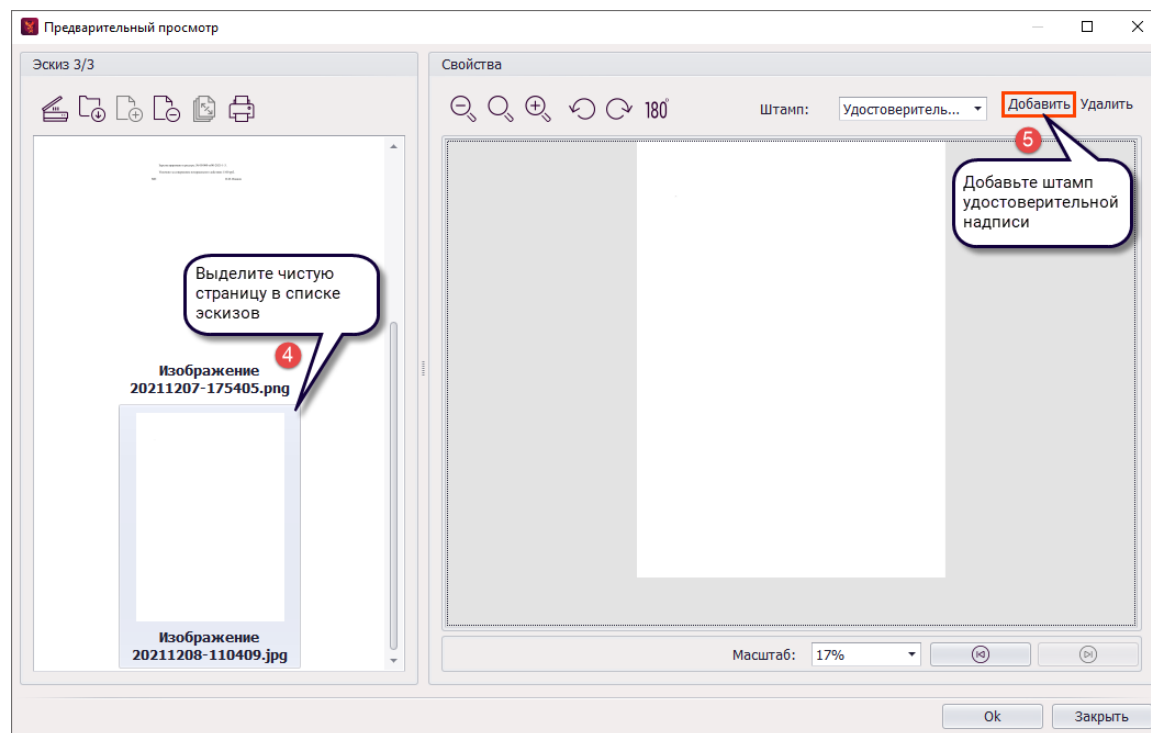 Предварительный просмотр
Эскиз 3/3
Свойства
180°
Штамп:
Удостоверитель...
Добавить
Удалить
5
Добавьте штамп
удостоверительной
надписи
Выделите чистую
страницу в списке
эскизов
4
Изображение
20211207-175405.png
Изображение
20211208-110409.jpg
Масштаб:
17%
Ok
Закрыть